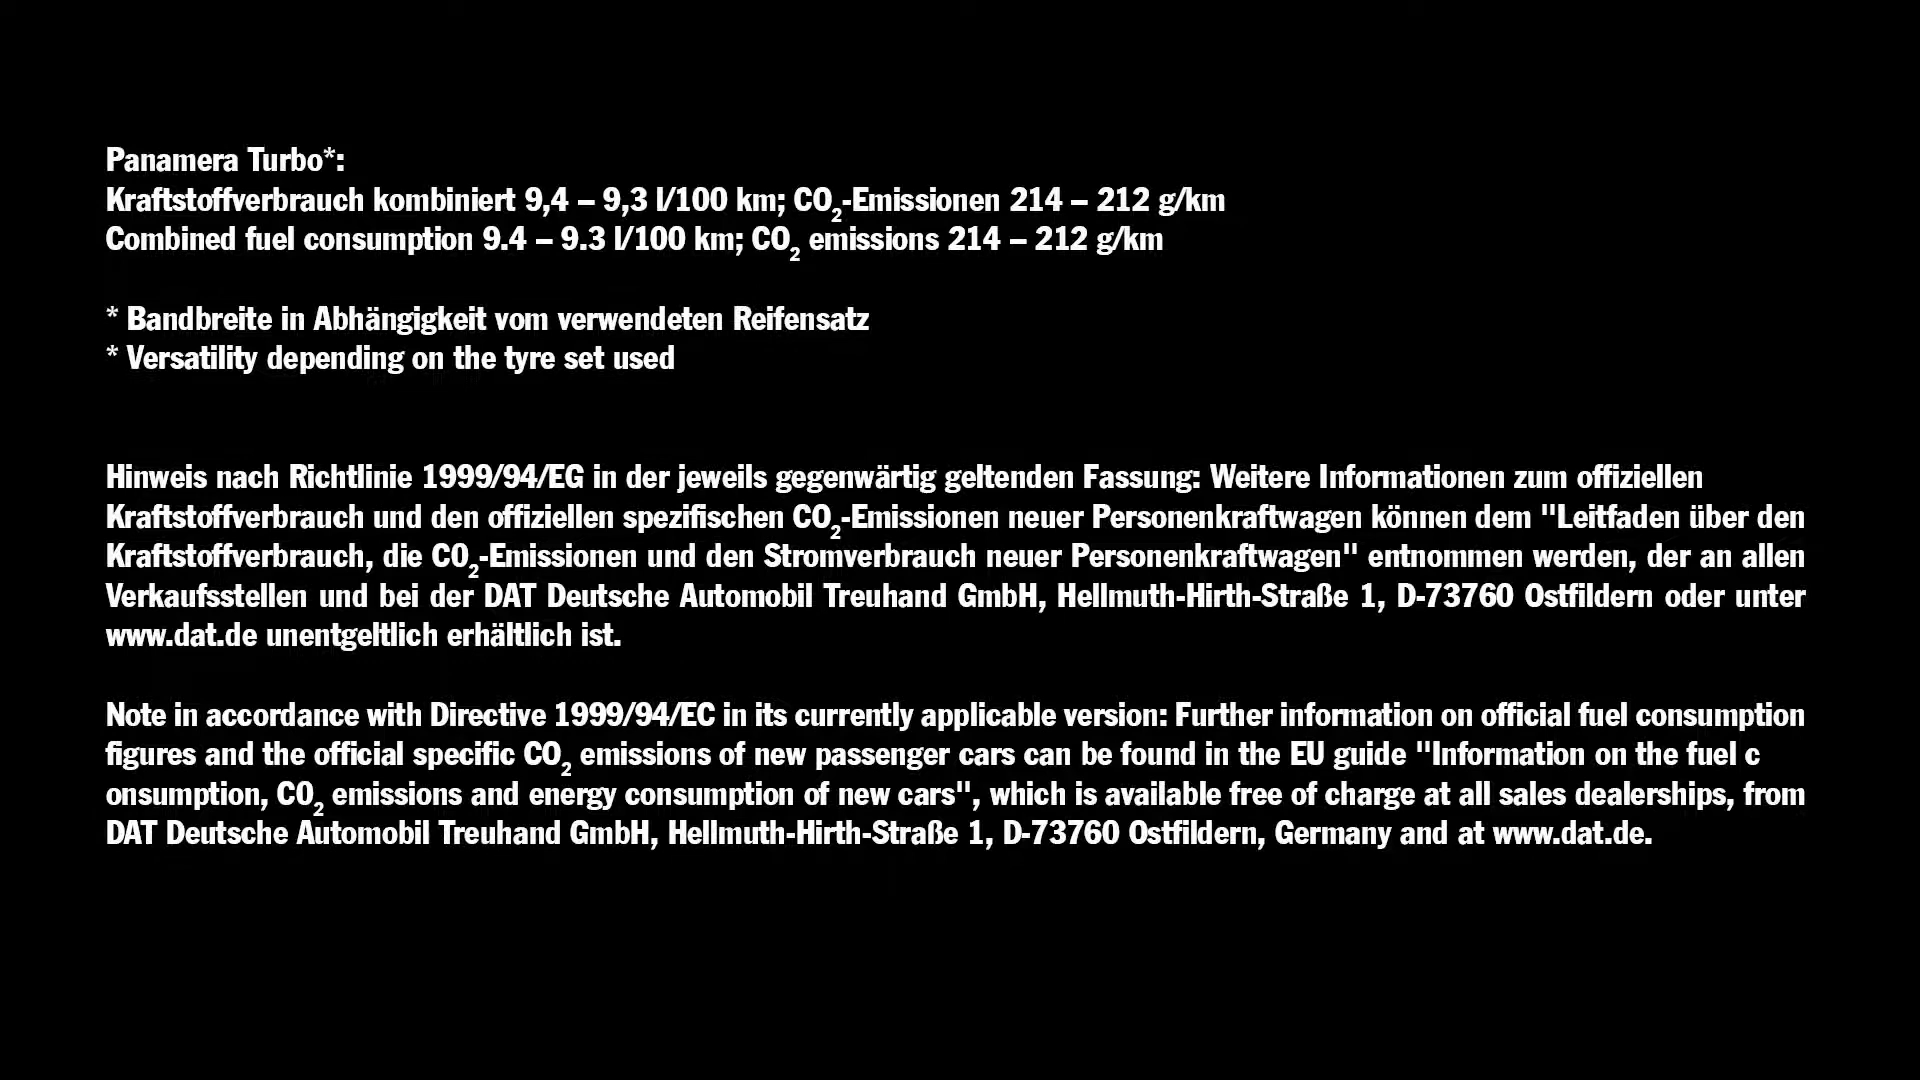 Panamera Turbo*:
Kraftstoffverbrauch kombiniert 9,4 – 9,3 l/100 km; CO₂-Emissionen 214 – 212 g/km
Combined fuel consumption 9.4 – 9.3 l/100 km; CO₂ emissions 214 – 212 g/km
* Bandbreite in Abhängigkeit vom verwendeten Reifensatz
* Versatility depending on the tyre set used
Hinweis nach Richtlinie 1999/94/EG in der jeweils gegenwärtig geltenden Fassung: Weitere Informationen zum offiziellen
Kraftstoffverbrauch und den offiziellen spezifischen CO₂-Emissionen neuer Personenkraftwagen können dem "Leitfaden über den
Kraftstoffverbrauch, die CO₂-Emissionen und den Stromverbrauch neuer Personenkraftwagen" entnommen werden, der an allen
Verkaufsstellen und bei der DAT Deutsche Automobil Treuhand GmbH, Hellmuth-Hirth-Straße 1, D-73760 Ostfildern oder unter
www.dat.de unentgeltlich erhältlich ist.
Note in accordance with Directive 1999/94/EC in its currently applicable version: Further information on official fuel consumption
figures and the official specific CO₂ emissions of new passenger cars can be found in the EU guide "Information on the fuel c
onsumption, CO₂ emissions and energy consumption of new cars", which is available free of charge at all sales dealerships, from
DAT Deutsche Automobil Treuhand GmbH, Hellmuth-Hirth-Straße 1, D-73760 Ostfildern, Germany and at www.dat.de.